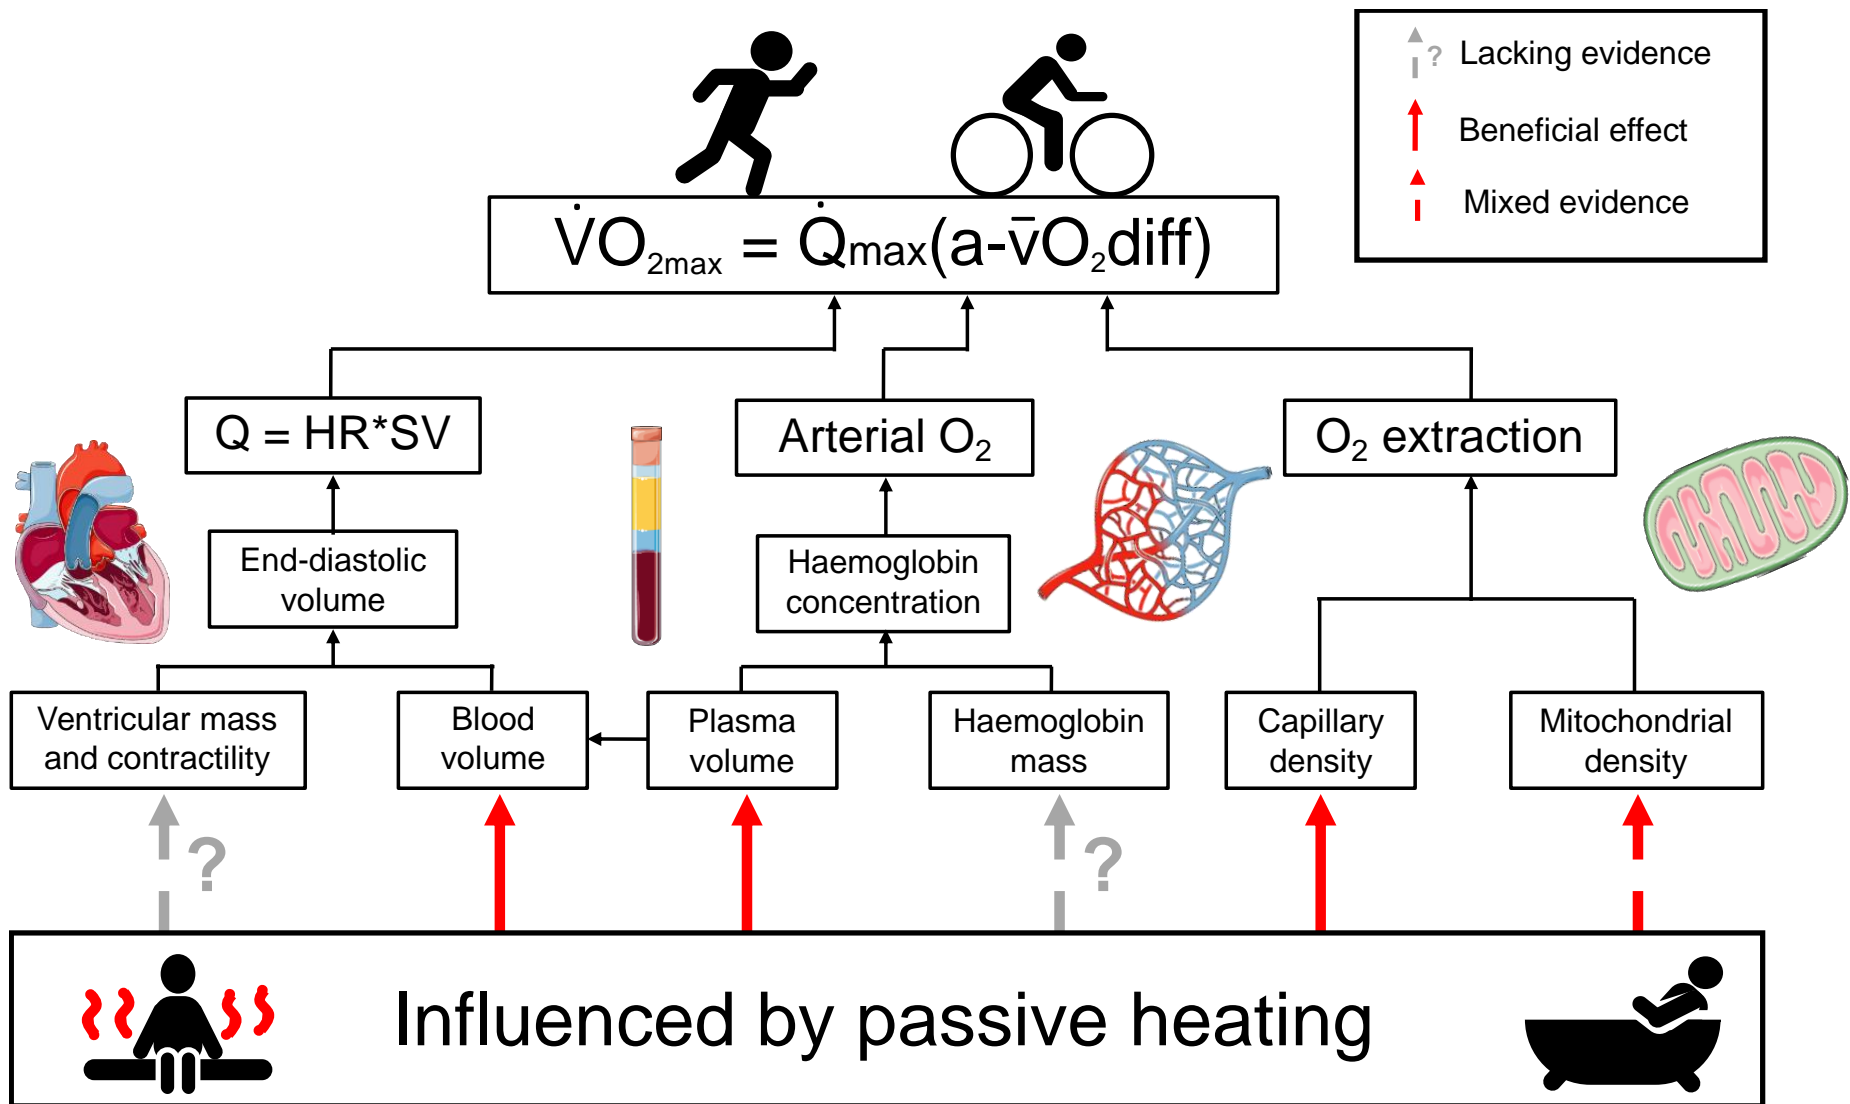 ? Lacking evidence
Beneficial effect
Mixed evidence
V̇O₂max = Q̇max(a-v̄O₂diff)
Q = HR*SV
Arterial O₂
O₂ extraction
End-diastolic
volume
Haemoglobin
concentration
Ventricular mass
and contractility
Blood
volume
Plasma
volume
Haemoglobin
mass
Capillary
density
Mitochondrial
density
?
?
Influenced by passive heating